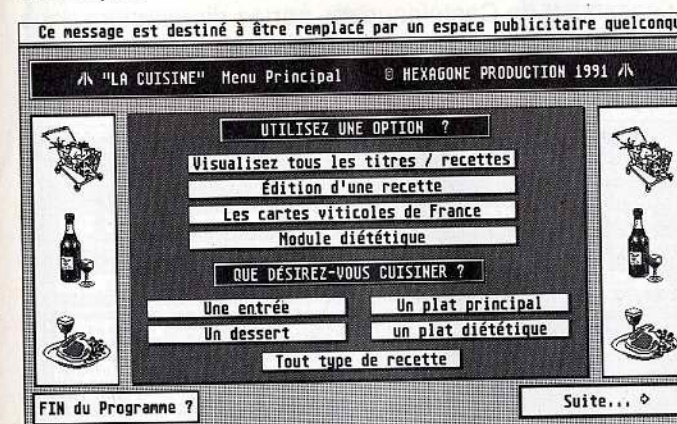 Ce message est destiné à être remplacé par un espace publicitaire
"LA CUISINE" Menu Principal © HEXAGONE PRODUCTION 1991
UTILISEZ UNE OPTION ?
Visualisez tous les titres / recettes
Édition d'une recette
Les cartes viticoles de France
Module diététique
QUE DÉSIREZ-VOUS CUISINER ?
Une entrée
Un plat principal
Un dessert
un plat diététique
Tout type de recette
FIN du Programme ?
Suite...